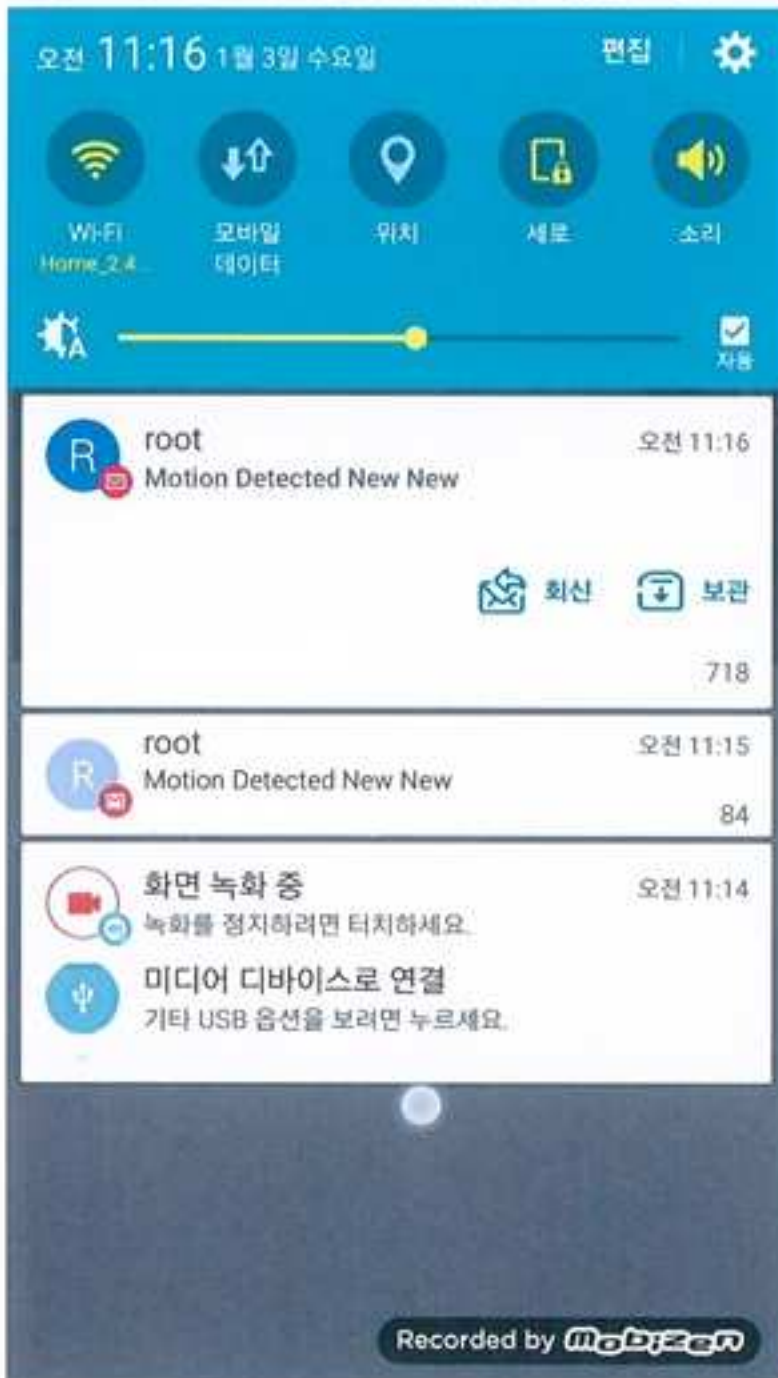 오전 11:16 1월 3일 수요일 편집
Wi-Fi 모바일 데이터 위치 세로 소리
Home_2.4...
자동
R root 오전 11:16
Motion Detected New New
회신 보관
718
R root 오전 11:15
Motion Detected New New
84
화면 녹화 중 오전 11:14
녹화를 정지하려면 터치하세요.
미디어 디바이스로 연결
기타 USB 옵션을 보려면 누르세요.
Recorded by Mobizen